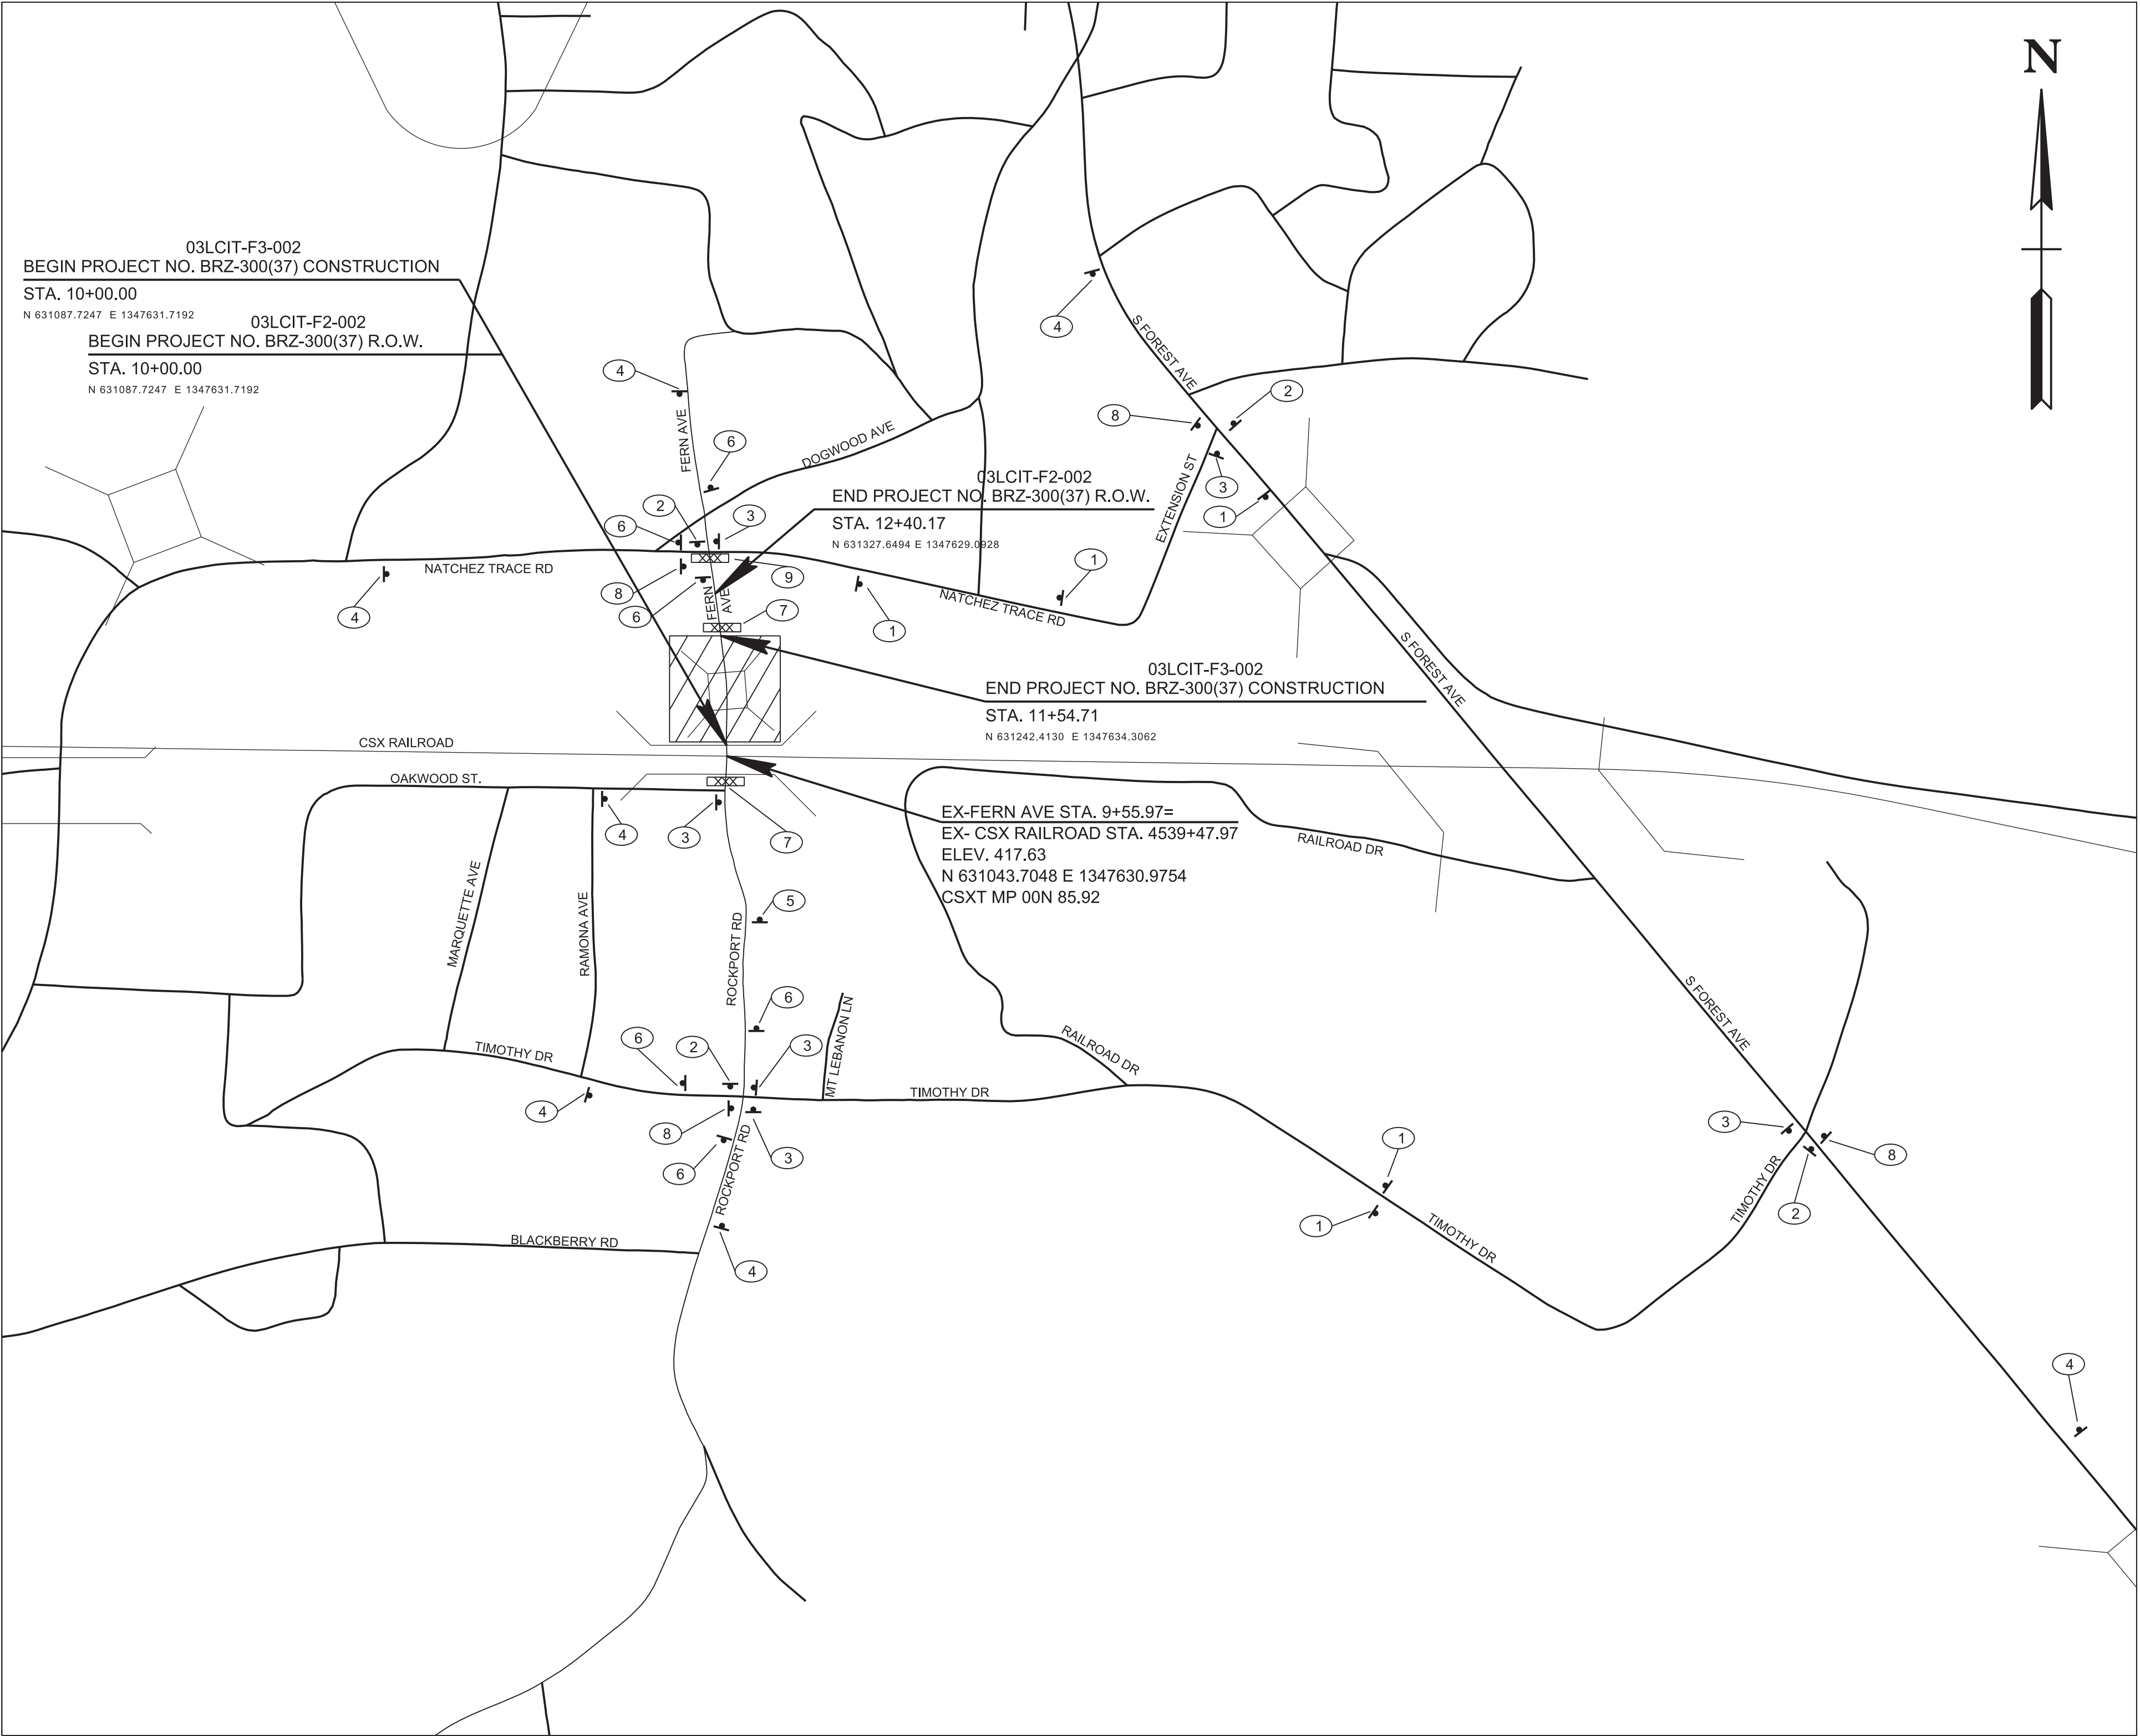 N
03LCIT-F3-002
BEGIN PROJECT NO. BRZ-300(37) CONSTRUCTION
STA. 10+00.00
N 631087.7247 E 1347631.7192
03LCIT-F2-002
BEGIN PROJECT NO. BRZ-300(37) R.O.W.
STA. 10+00.00
N 631087.7247 E 1347631.7192
4
S FOREST AVE
4
FERN AVE
6
DOGWOOD AVE
2
8
3
1
EXTENSION ST
03LCIT-F2-002
END PROJECT NO. BRZ-300(37) R.O.W.
STA. 12+40.17
N 631327.6494 E 1347629.0928
2
3
6
NATCHEZ TRACE RD
4
8
6
9
FERN AVE
7
1
1
NATCHEZ TRACE RD
03LCIT-F3-002
END PROJECT NO. BRZ-300(37) CONSTRUCTION
STA. 11+54.71
N 631242.4130 E 1347634.3062
S FOREST AVE
CSX RAILROAD
OAKWOOD ST.
4
3
7
EX-FERN AVE STA. 9+55.97=
EX- CSX RAILROAD STA. 4539+47.97
ELEV. 417.63
N 631043.7048 E 1347630.9754
CSXT MP 00N 85.92
RAILROAD DR
MARQUETTE AVE
RAMONA AVE
ROCKPORT RD
5
6
MT LEBANON LN
S FOREST AVE
TIMOTHY DR
6
2
3
RAILROAD DR
TIMOTHY DR
4
8
6
3
ROCKPORT RD
1
1
TIMOTHY DR
3
8
2
TIMOTHY DR
BLACKBERRY RD
4
4